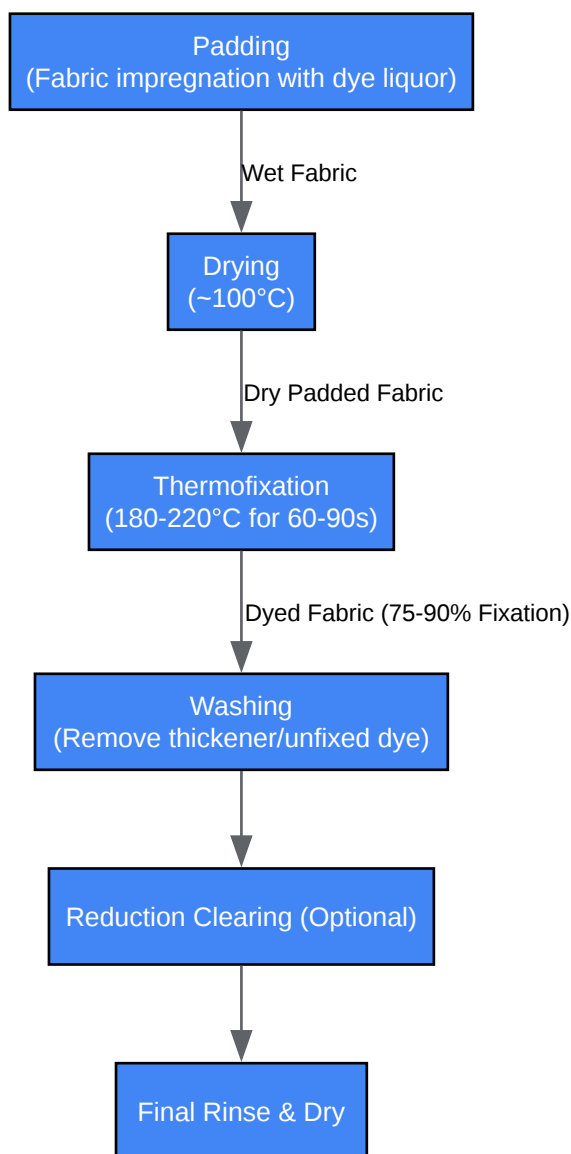 Padding
(Fabric impregnation with dye liquor)
Wet Fabric
Drying
(~100°C)
Dry Padded Fabric
Thermofixation
(180-220°C for 60-90s)
Dyed Fabric (75-90% Fixation)
Washing
(Remove thickener/unfixed dye)
Reduction Clearing (Optional)
Final Rinse & Dry